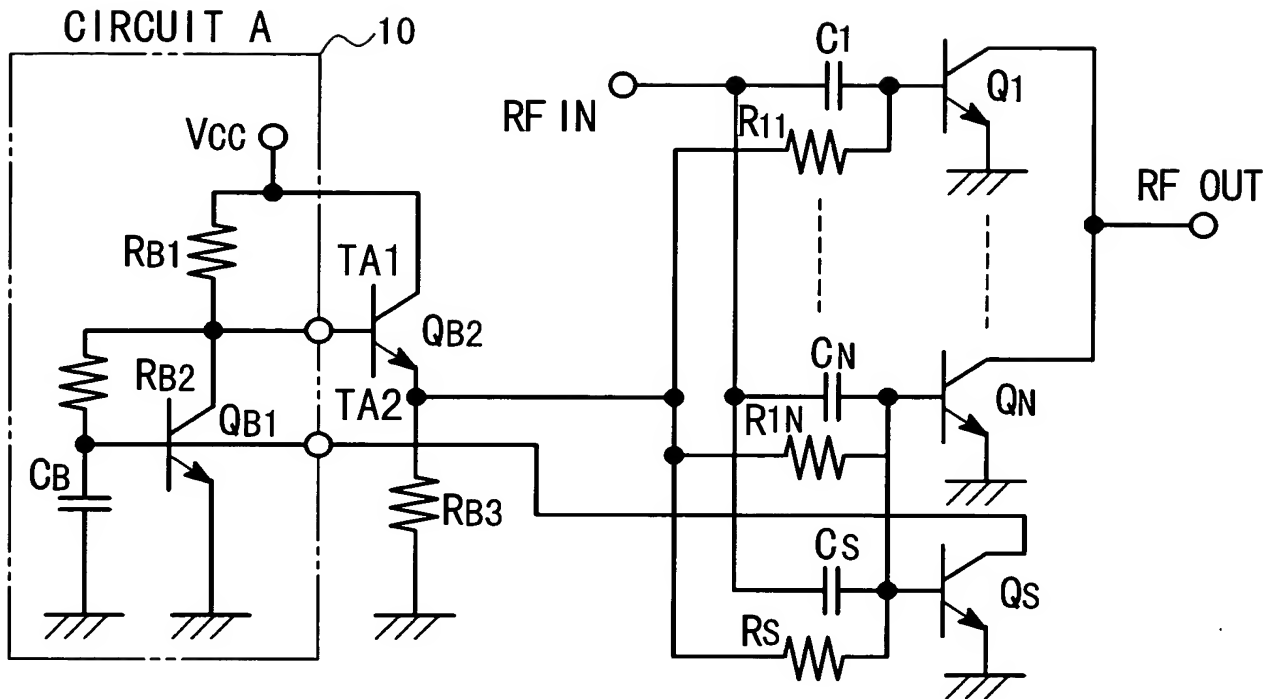 CIRCUIT A
10
C1
Q1
RF IN
R11
VCC
RF OUT
RB1
TA1
QB2
CN
RB2
QN
TA2
R1N
QB1
CB
RB3
CS
QS
RS